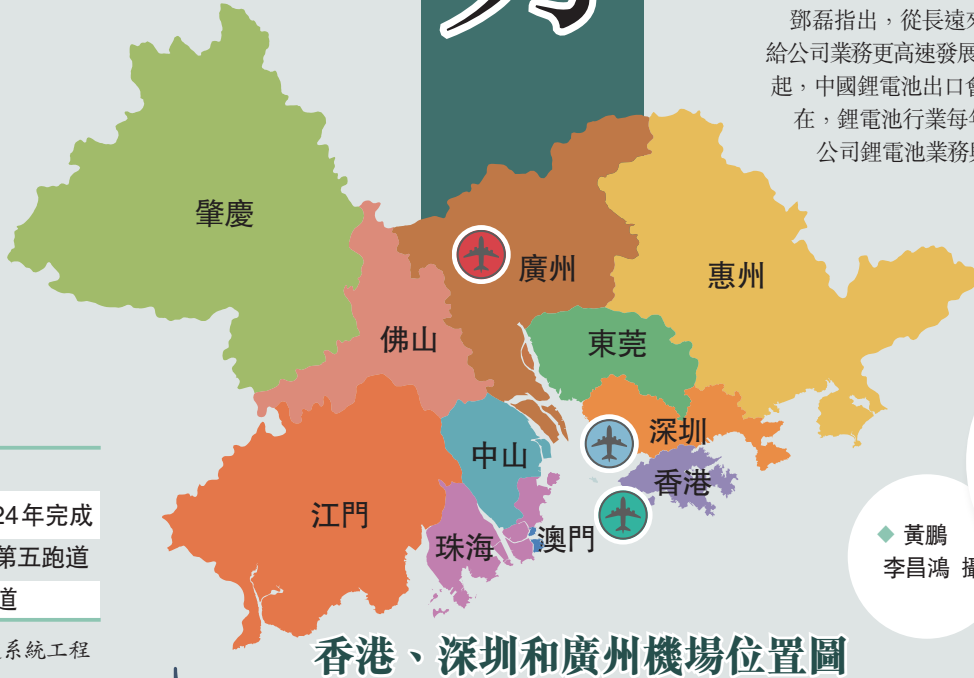 鄧磊指出，從長遠來
給公司業務更高速發展
起，中國鋰電池出口會
在，鋰電池行業每年
公司鋰電池業務
肇慶
廣州
惠州
佛山
東莞
深圳
中山
香港
江門
珠海
澳門
24年完成
第五跑道
道
系統工程
◆ 黃鵬
李昌鴻 攝
香港、深圳和廣州機場位置圖